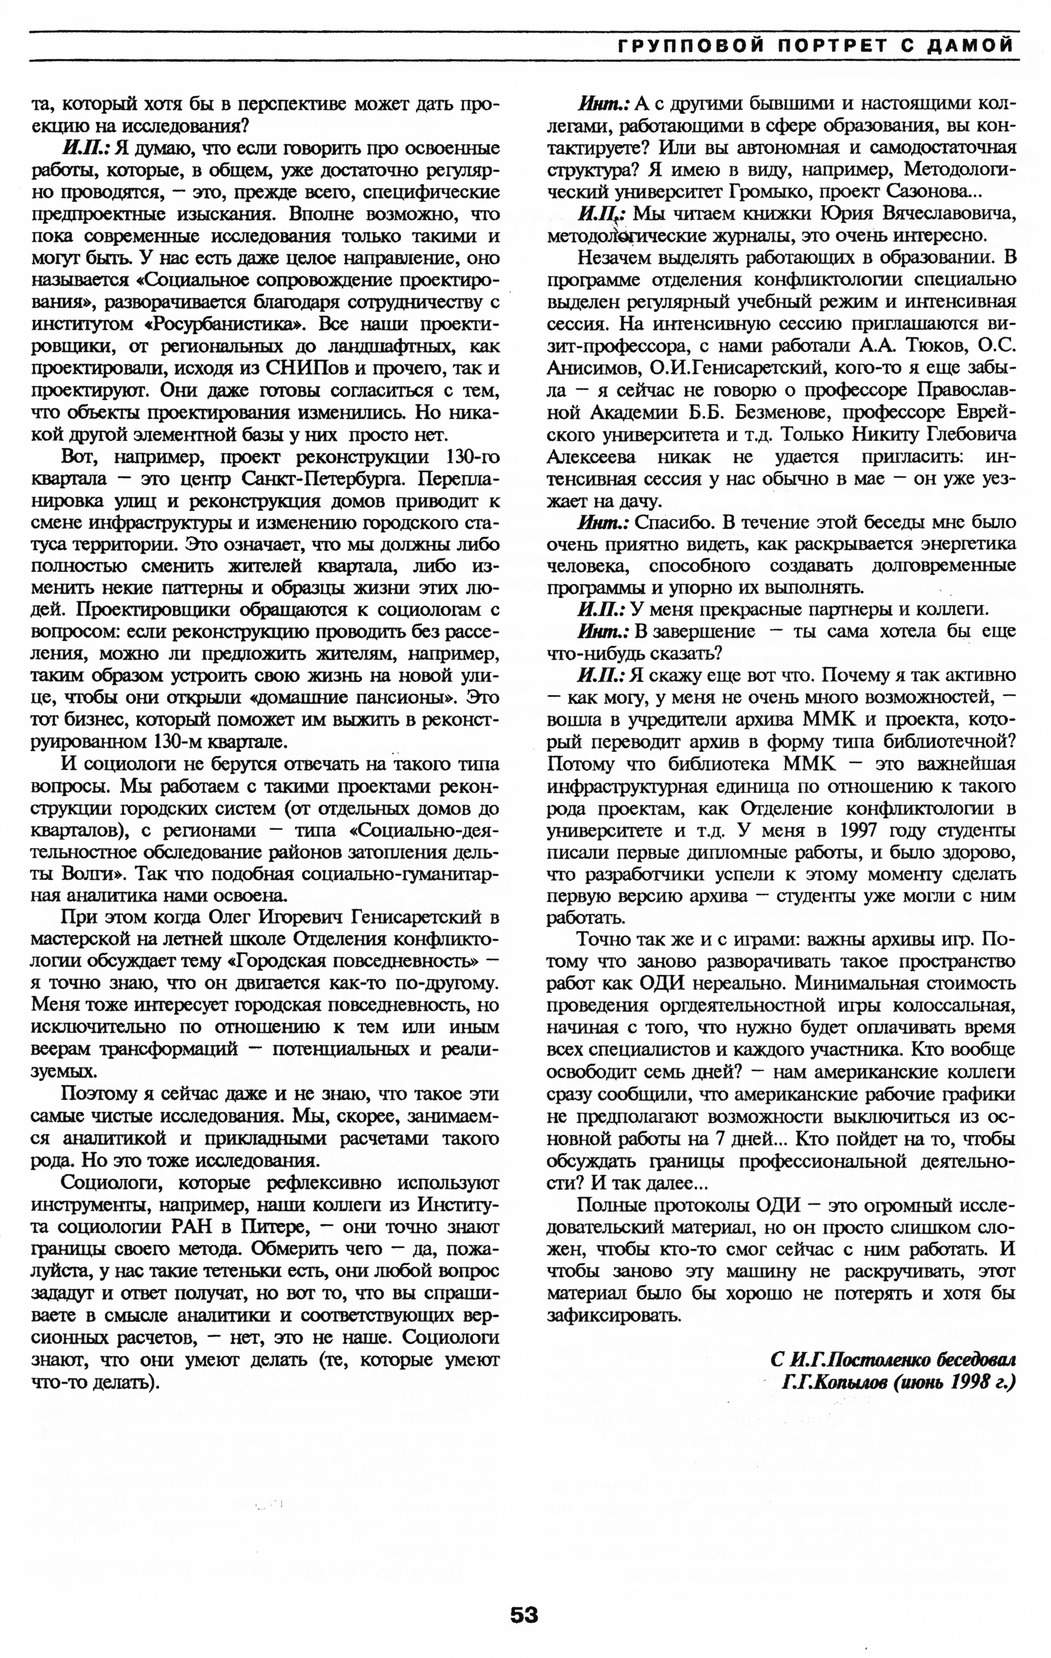 ГРУППОВОЙ ПОРТРЕТ С ДАМОЙ
та, который хотя бы в перспективе может дать про-
екцию на исследования?
И.П.: Я думаю, что если говорить про освоенные
работы, которые, в общем, уже достаточно регуляр-
но проводятся, — это, прежде всего, специфические
предпроектные изыскания. Вполне возможно, что
пока современные исследования только такими и
могут быть. У нас есть даже целое направление, оно
называется «Социальное сопровождение проектиро-
вания», разворачивается благодаря сотрудничеству с
институтом «Росурбанистика». Все наши проекти-
ровщики, от региональных до ландшафтных, как
проектировали, исходя из СНИПов и прочего, так и
проектируют. Они даже готовы согласиться с тем,
что объекты проектирования изменились. Но ника-
кой другой элементной базы у них просто нет.
Вот, например, проект реконструкции 130-го
квартала — это центр Санкт-Петербурга. Перепла-
нировка улиц и реконструкция домов приводит к
смене инфраструктуры и изменению городского ста-
туса территории. Это означает, что мы должны либо
полностью сменить жителей квартала, либо из-
менить некие паттерны и образцы жизни этих лю-
дей. Проектировщики обращаются к социологам с
вопросом: если реконструкцию проводить без рассе-
ления, можно ли предложить жителям, например,
таким образом устроить свою жизнь на новой ули-
це, чтобы они открыли «домашние пансионы». Это
тот бизнес, который поможет им выжить в реконст-
руированном 130-м квартале.
И социологи не берутся отвечать на такого типа
вопросы. Мы работаем с такими проектами рекон-
струкции городских систем (от отдельных домов до
кварталов), с регионами — типа «Социально-дея-
тельностное обследование районов затопления дель-
ты Волги». Так что подобная социально-гуманитар-
ная аналитика нами освоена.
При этом когда Олег Игоревич Генисаретский в
мастерской на летней школе Отделения конфликто-
логии обсуждает тему «Городская повседневность» —
я точно знаю, что он двигается как-то по-другому.
Меня тоже интересует городская повседневность, но
исключительно по отношению к тем или иным
веерам трансформаций — потенциальных и реали-
зуемых.
Поэтому я сейчас даже и не знаю, что такое эти
самые чистые исследования. Мы, скорее, занимаем-
ся аналитикой и прикладными расчетами такого
рода. Но это тоже исследования.
Социологи, которые рефлексивно используют
инструменты, например, наши коллеги из Институ-
та социологии РАН в Питере, — они точно знают
границы своего метода. Обмерить чего — да, пожа-
луйста, у нас такие тетеньки есть, они любой вопрос
зададут и ответ получат, но вот то, что вы спраши-
ваете в смысле аналитики и соответствующих вер-
сионных расчетов, — нет, это не наше. Социологи
знают, что они умеют делать (те, которые умеют
что-то делать).
Инт.: А с другими бывшими и настоящими кол-
легами, работающими в сфере образования, вы кон-
тактируете? Или вы автономная и самодостаточная
структура? Я имею в виду, например, Методологи-
ческий университет Громыко, проект Сазонова...
И.П.: Мы читаем книжки Юрия Вячеславовича,
методологические журналы, это очень интересно.
Незачем выделять работающих в образовании. В
программе отделения конфликтологии специально
выделен регулярный учебный режим и интенсивная
сессия. На интенсивную сессию приглашаются ви-
зит-профессора, с нами работали А.А. Тюков, О.С.
Анисимов, О.И.Генисаретский, кого-то я еще забы-
ла — я сейчас не говорю о профессоре Православ-
ной Академии Б.Б. Безменове, профессоре Еврей-
ского университета и т.д. Только Никиту Глебовича
Алексеева никак не удается пригласить: ин-
тенсивная сессия у нас обычно в мае — он уже уез-
жает на дачу.
Инт.: Спасибо. В течение этой беседы мне было
очень приятно видеть, как раскрывается энергетика
человека, способного создавать долговременные
программы и упорно их выполнять.
И.П.: У меня прекрасные партнеры и коллеги.
Инт.: В завершение — ты сама хотела бы еще
что-нибудь сказать?
И.П.: Я скажу еще вот что. Почему я так активно
— как могу, у меня не очень много возможностей, —
вошла в учредители архива ММК и проекта, кото-
рый переводит архив в форму типа библиотечной?
Потому что библиотека ММК — это важнейшая
инфраструктурная единица по отношению к такого
рода проектам, как Отделение конфликтологии в
университете и т.д. У меня в 1997 году студенты
писали первые дипломные работы, и было здорово,
что разработчики успели к этому моменту сделать
первую версию архива — студенты уже могли с ним
работать.
Точно так же и с играми: важны архивы игр. По-
тому что заново разворачивать такое пространство
работ как ОДИ нереально. Минимальная стоимость
проведения оргдеятельностной игры колоссальная,
начиная с того, что нужно будет оплачивать время
всех специалистов и каждого участника. Кто вообще
освободит семь дней? — нам американские коллеги
сразу сообщили, что американские рабочие графики
не предполагают возможности выключиться из ос-
новной работы на 7 дней... Кто пойдет на то, чтобы
обсуждать границы профессиональной деятельно-
сти? И так далее...
Полные протоколы ОДИ — это огромный иссле-
довательский материал, но он просто слишком сло-
жен, чтобы кто-то смог сейчас с ним работать. И
чтобы заново эту машину не раскручивать, этот
материал было бы хорошо не потерять и хотя бы
зафиксировать.
С И.Г.Постоленко беседовал
Г.Г.Копылов (июнь 1998 г.)
53